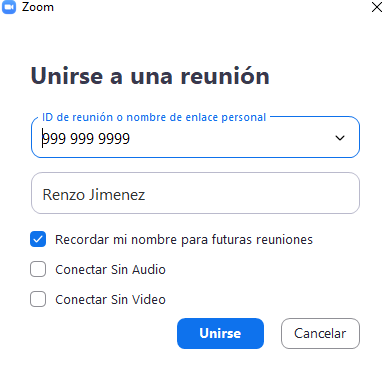 Zoom
Unirse a una reunión
ID de reunión o nombre de enlace personal
999 999 9999
Renzo Jimenez
Recordar mi nombre para futuras reuniones
Conectar Sin Audio
Conectar Sin Video
Unirse Cancelar